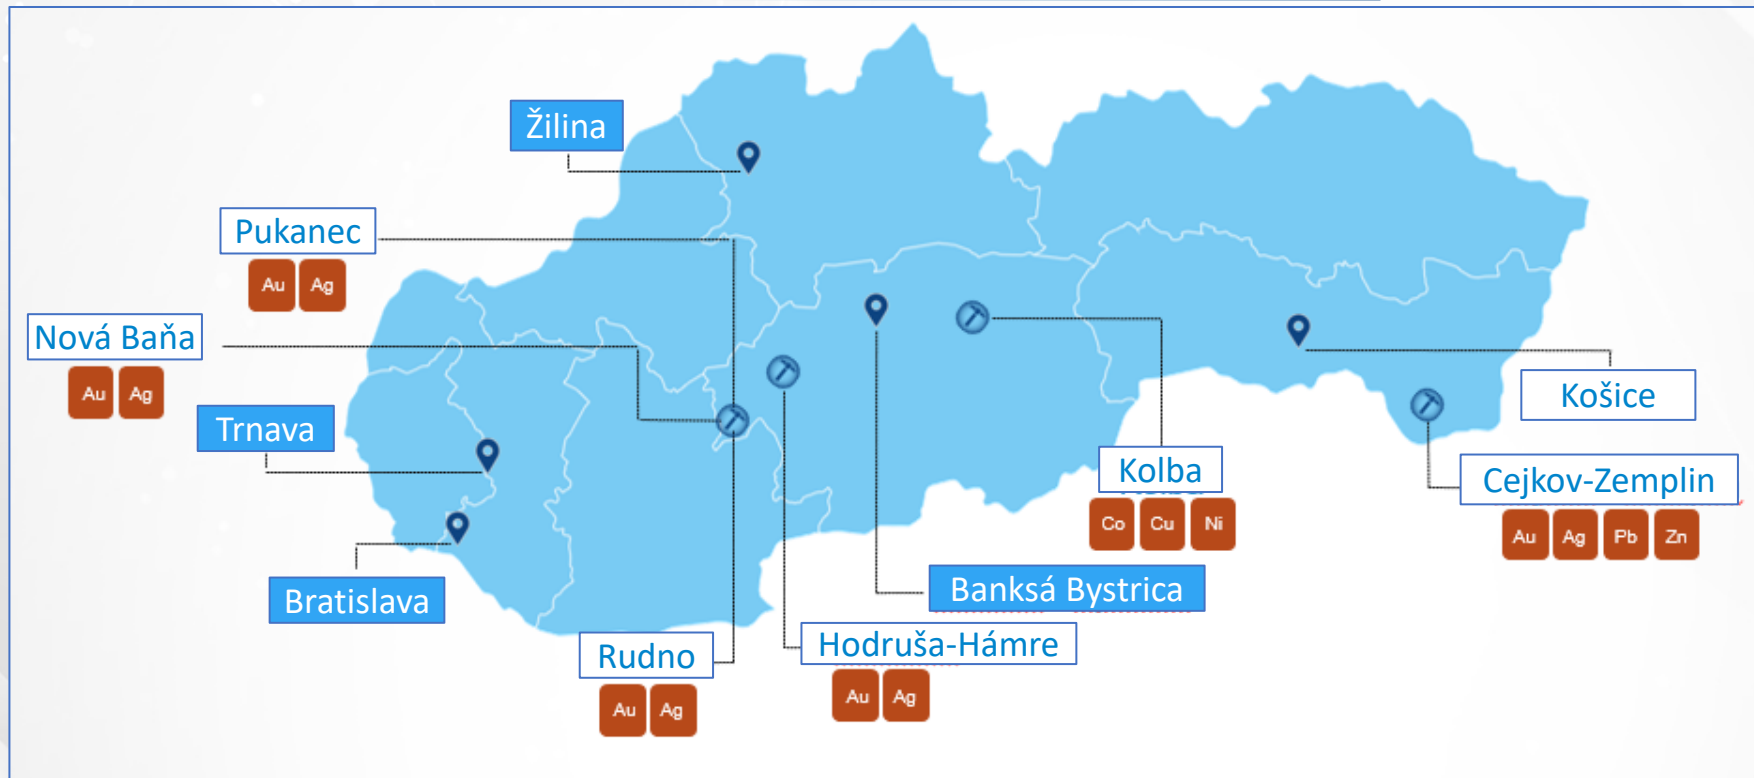 Žilina
Pukanec
Au Ag
Nová Baňa
Au Ag
Trnava
Bratislava
Rudno
Au Ag
Hodruša-Hámre
Au Ag
Banksá Bystrica
Kolba
Co Cu Ni
Košice
Cejkov-Zemplin
Au Ag Pb Zn